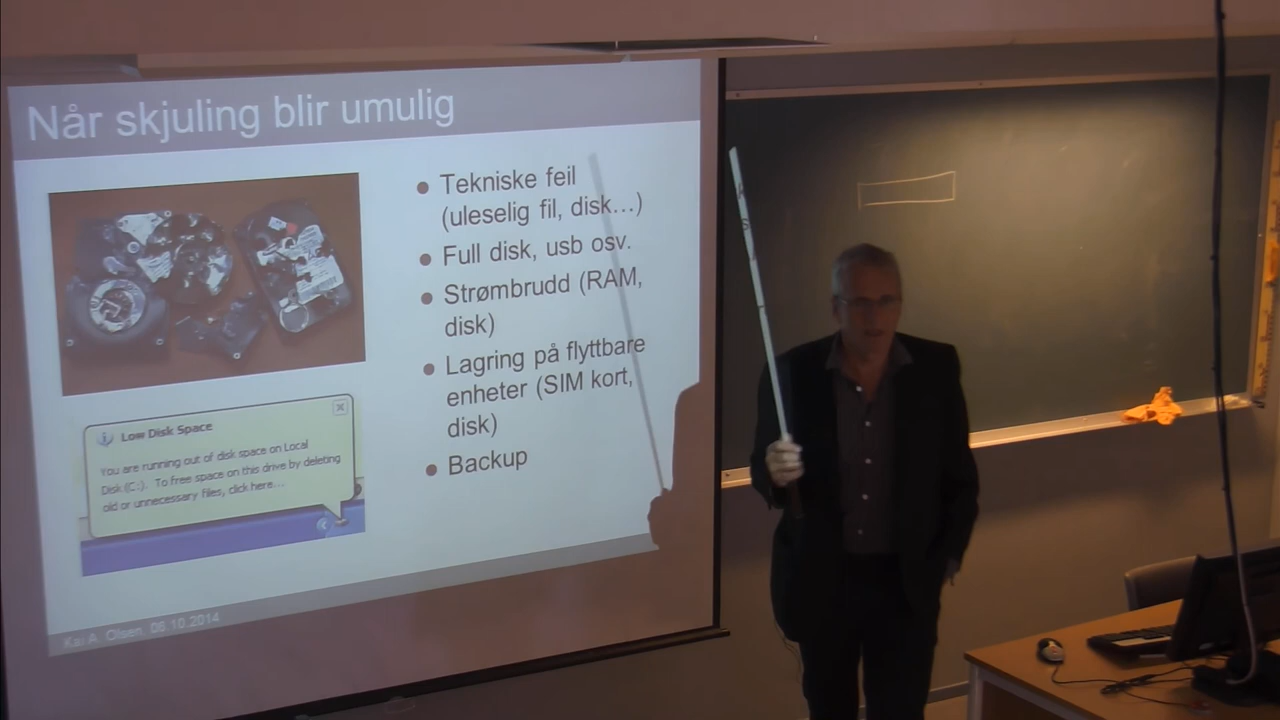 Når skjuling blir umulig
Tekniske feil
(uleselig fil, disk...)
Full disk, usb osv.
Strømbrudd (RAM,
disk)
Lagring på flyttbare
enheter (SIM kort,
disk)
Backup
Low Disk Space
You are running out of disk space on Local
Disk (C:). To free space on this drive by deleting
old or unnecessary files, click here...
Kai A. Olsen, 06.10.2014